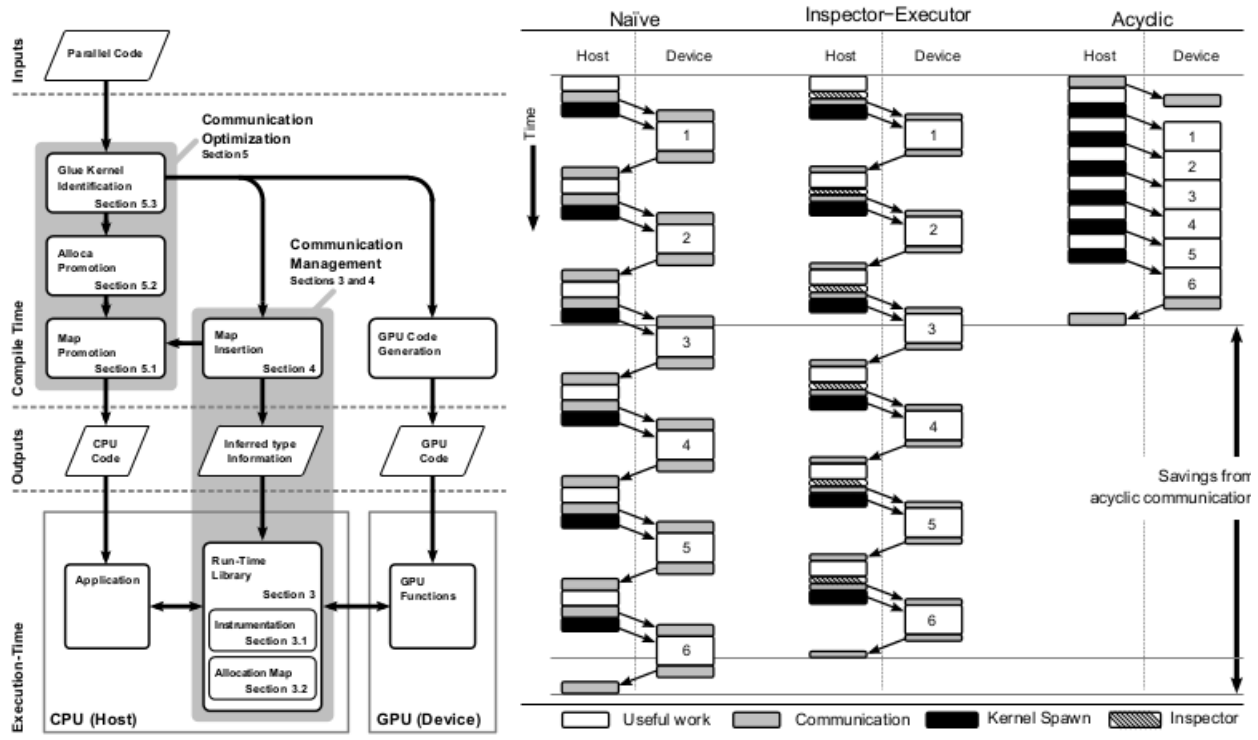 Inputs
Parallel Code
Communication
Optimization
Section 5
Compile Time
Glue Kernel
Identification
Section 5.3
Alloca
Promotion
Section 5.2
Communication
Management
Sections 3 and 4
Map
Promotion
Section 5.1
Map
Insertion
Section 4
GPU Code
Generation
Outputs
CPU
Code
Inferred type
Information
GPU
Code
Execution-Time
Application
Run-Time
Library
Section 3
Instrumentation
Section 3.1
Allocation Map
Section 3.2
GPU
Functions
CPU (Host)
GPU (Device)
Naïve
Inspector-Executor
Acyclic
Host
Device
Host
Device
Host
Device
Time
1
2
3
4
5
6
1
2
3
4
5
6
1
2
3
4
5
6
Savings from
acyclic communication
Useful work
Communication
Kernel Spawn
Inspector